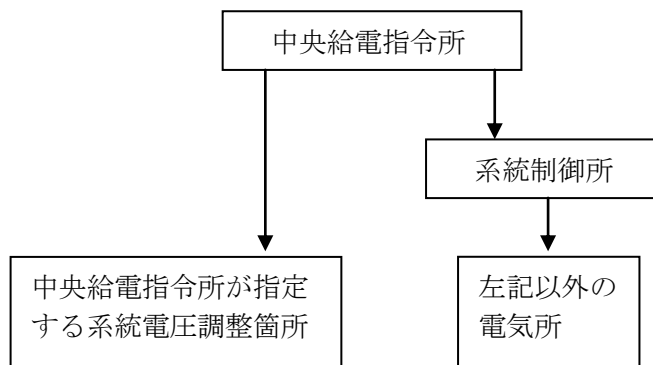 中央給電指令所
系統制御所
中央給電指令所が指定
する系統電圧調整箇所
左記以外の
電気所